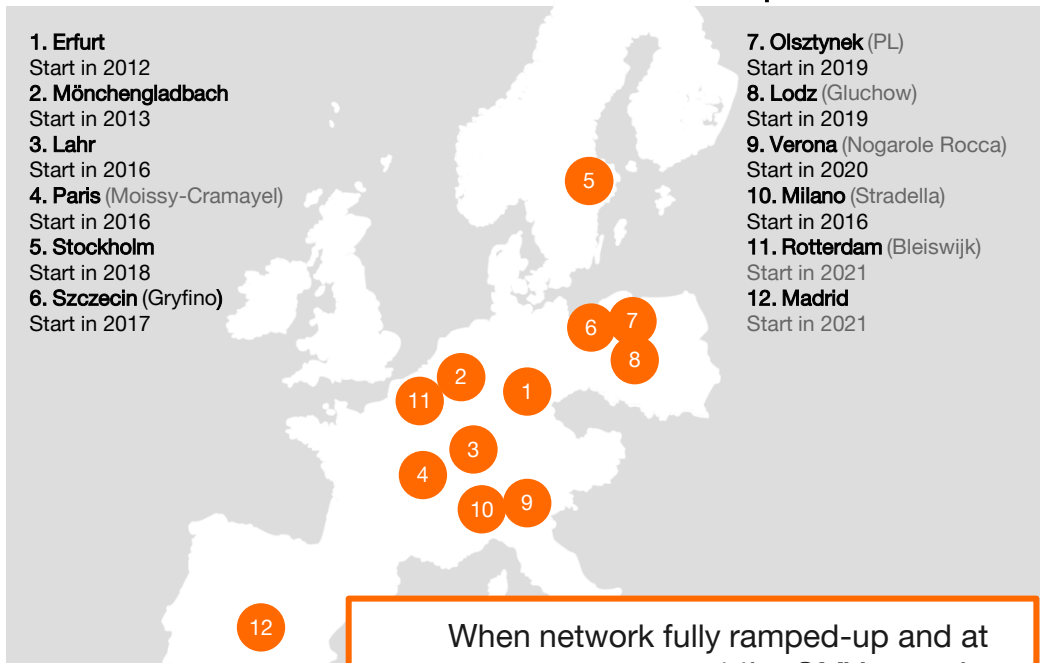 1. Erfurt
Start in 2012
2. Mönchengladbach
Start in 2013
3. Lahr
Start in 2016
4. Paris (Moissy-Cramayel)
Start in 2016
5. Stockholm
Start in 2018
6. Szczecin (Gryfino)
Start in 2017
7. Olsztynek (PL)
Start in 2019
8. Lodz (Gluchow)
Start in 2019
9. Verona (Nogarole Rocca)
Start in 2020
10. Milano (Stradella)
Start in 2016
11. Rotterdam (Bleiswijk)
Start in 2021
12. Madrid
Start in 2021
5
7
6
8
2
1
11
3
4
9
10
12
When network fully ramped-up and at